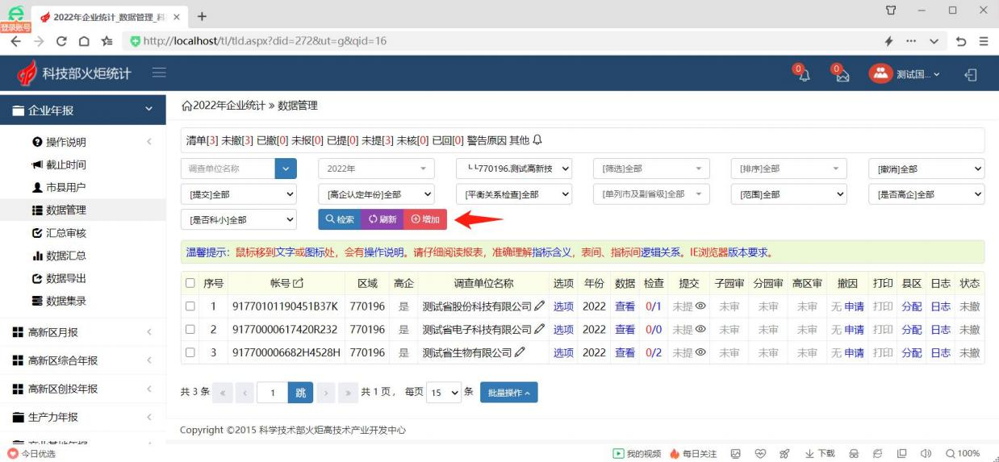 登录账号
2022年企业统计_数据管理_科
http://localhost/tl/tld.aspx?did=272&ut=g&qid=16
科技部火炬统计
0
0
测试国...
企业年报
操作说明
截止时间
市县用户
数据管理
汇总审核
数据汇总
数据导出
数据集录
高新区月报
高新区综合年报
高新区创投年报
生产力年报
2022年企业统计 » 数据管理
清单[3] 未撤[3] 已撤[0] 未报[0] 已提[0] 未提[3] 未核[0] 已回[0] 警告原因 其他
调查单位名称 2022年 └└770196.测试高新技 [筛选]全部 [排序]全部 [撤消]全部
[提交]全部 [高企认定年份]全部 [平衡关系检查]全部 [单列市及副省级]全部 [范围]全部 [是否高企]全部
[是否科小]全部 检索 刷新 增加
温馨提示：鼠标移到文字或图标处，会有操作说明。请仔细阅读报表，准确理解指标含义，表间、指标间逻辑关系。IE浏览器版本要求。
序号 帐号 区域 高企 调查单位名称 选项 年份 数据 检查 提交 子园审 分园审 高区审 撤因 打印 县区 日志 状态
1 91770101190451B37K 770196 是 测试省股份科技有限公司 选项 2022 查看 0/1 未提 未审 未审 未审 无 申请 打印 分配 日志 未撤
2 91770000617420R232 770196 是 测试省电子科技有限公司 选项 2022 查看 0/0 未提 未审 未审 未审 无 申请 打印 分配 日志 未撤
3 917700006682H4528H 770196 是 测试省生物有限公司 选项 2022 查看 0/2 未提 未审 未审 未审 无 申请 打印 分配 日志 未撤
共 3 条 « ‹ 1 跳 › » 共 1 页， 每页 15 条 批量操作
Copyright ©2015 科学技术部火炬高技术产业开发中心
今日优选
我的视频 每日关注 下载 100%